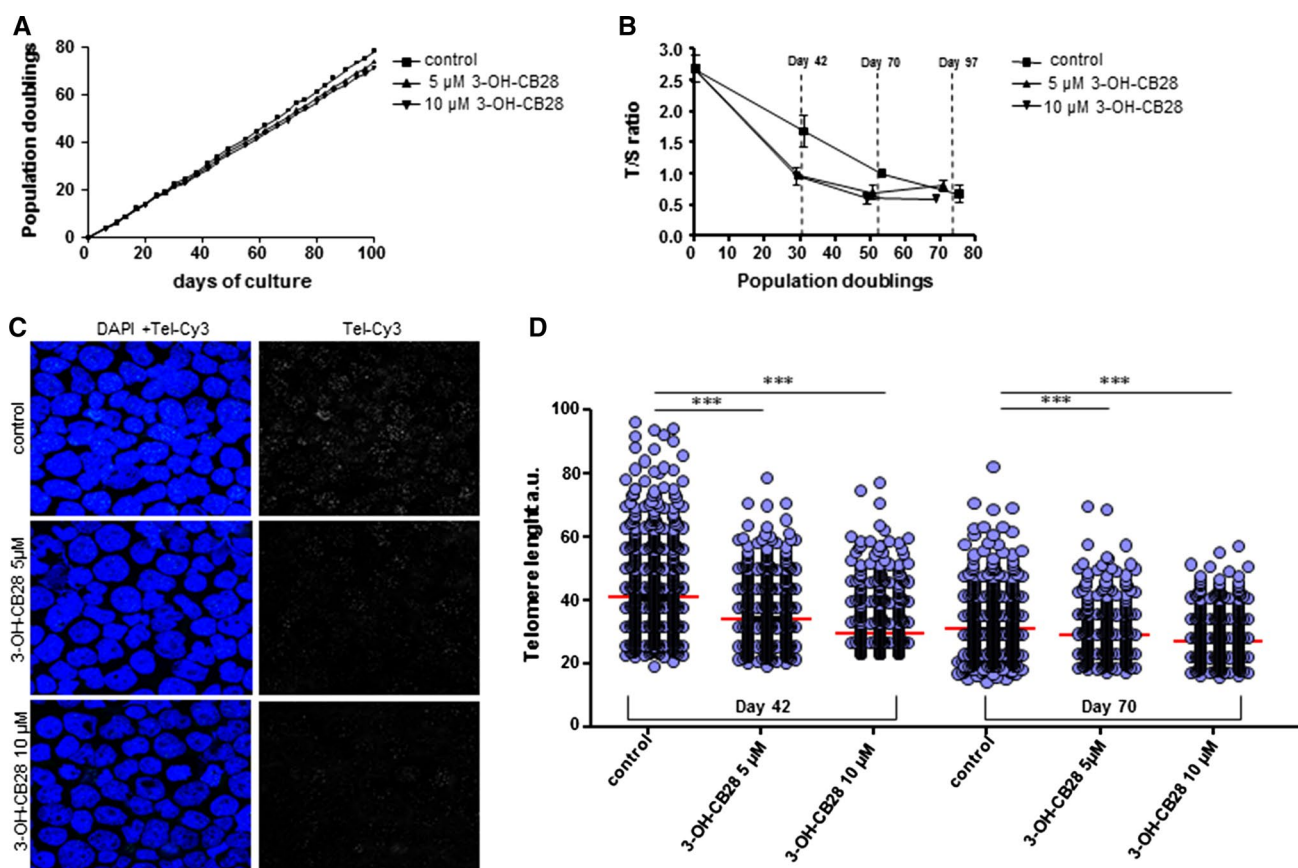 A
Population doublings
80
60
40
20
0
0 20 40 60 80 100
days of culture
control
5 µM 3-OH-CB28
10 µM 3-OH-CB28
B
T/S ratio
3.0
2.5
2.0
1.5
1.0
0.5
0.0
Day 42
Day 70
Day 97
0 10 20 30 40 50 60 70 80
Population doublings
control
5 µM 3-OH-CB28
10 µM 3-OH-CB28
C
DAPI +Tel-Cy3
Tel-Cy3
control
3-OH-CB28 5µM
3-OH-CB28 10 µM
D
Telomere lenght a.u.
100
80
60
40
20
0
***
***
***
***
Day 42
Day 70
control
3-OH-CB28 5 µM
3-OH-CB28 10 µM
control
3-OH-CB28 5µM
3-OH-CB28 10 µM